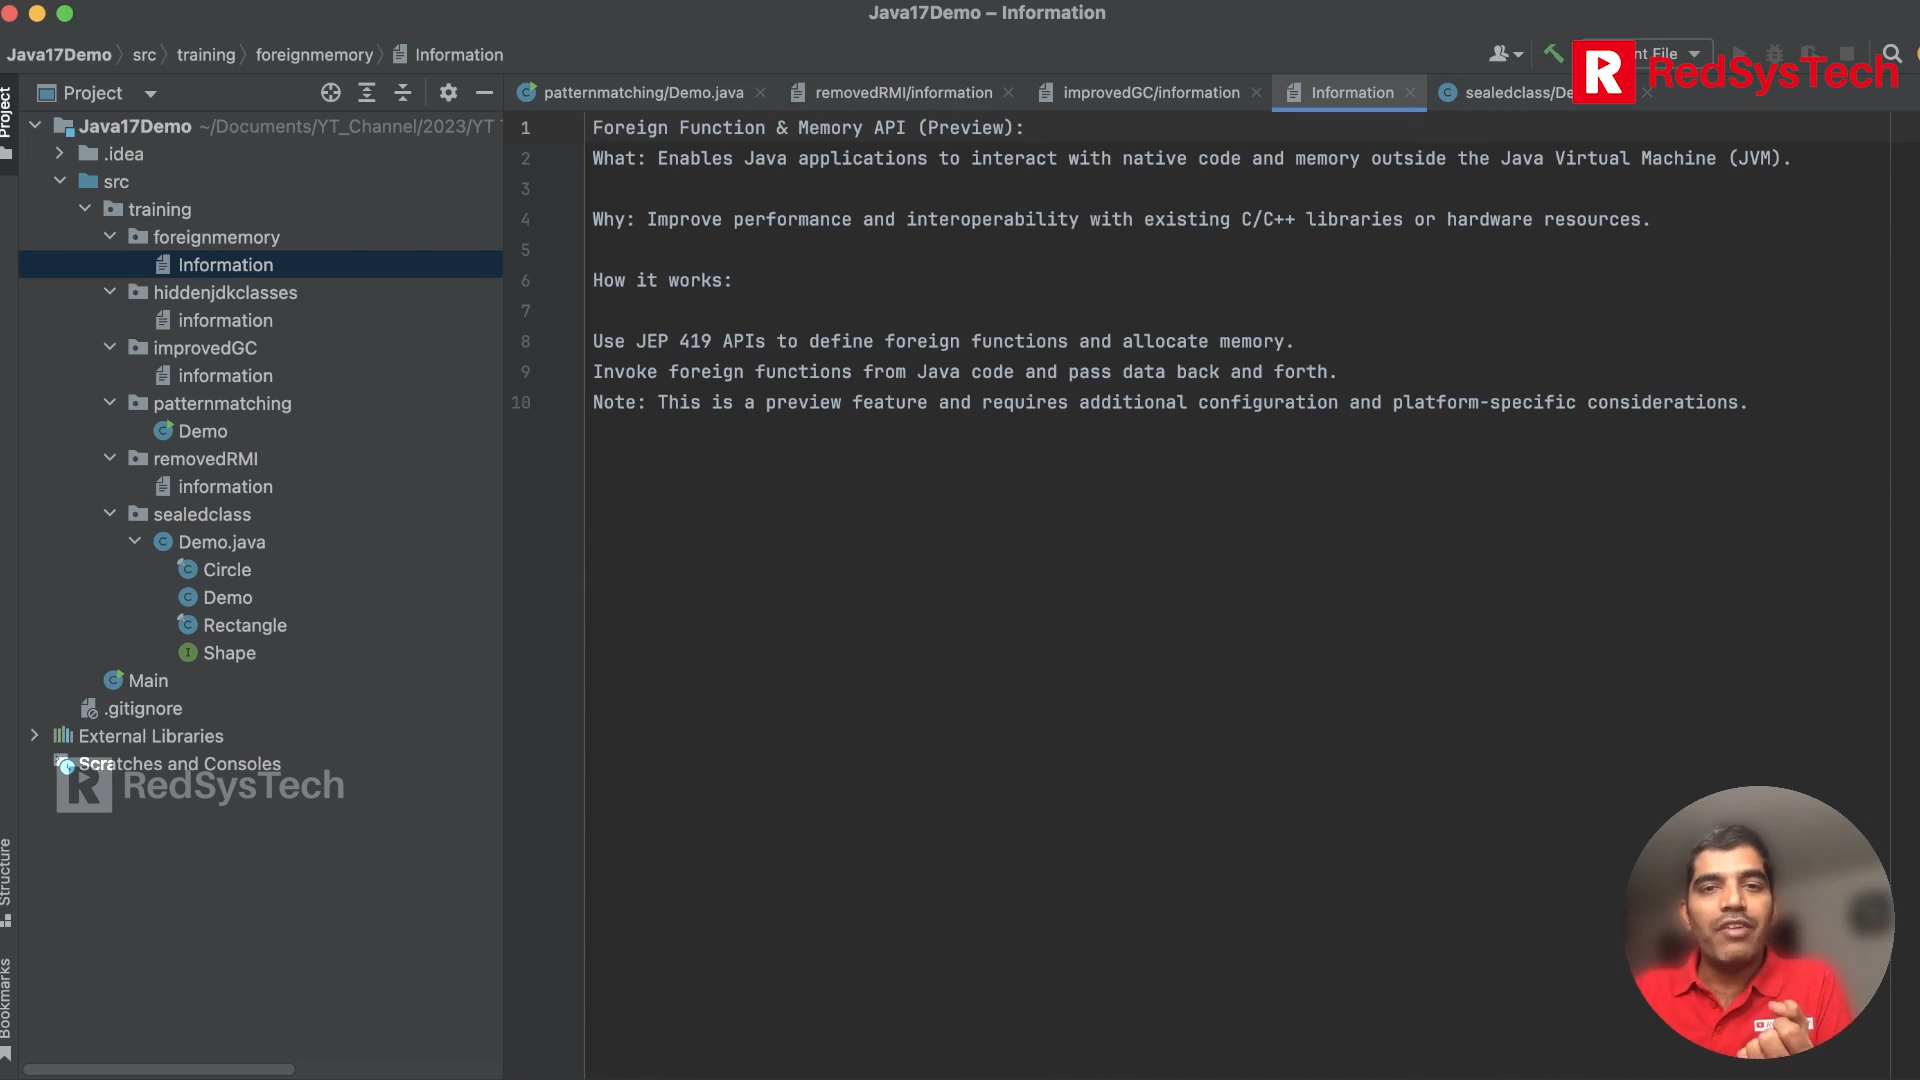 Java17Demo – Information
Java17Demo
src
training
foreignmemory
Information
nt File
RedSysTech
Project
patternmatching/Demo.java
removedRMI/information
improvedGC/information
Information
sealedclass/De
Project
Java17Demo ~/Documents/YT_Channel/2023/YT
.idea
src
training
foreignmemory
Information
hiddenjdkclasses
information
improvedGC
information
patternmatching
Demo
removedRMI
information
sealedclass
Demo.java
Circle
Demo
Rectangle
Shape
Main
.gitignore
External Libraries
Scratches and Consoles
RedSysTech
Structure
Bookmarks
1 Foreign Function & Memory API (Preview):
2 What: Enables Java applications to interact with native code and memory outside the Java Virtual Machine (JVM).
3
4 Why: Improve performance and interoperability with existing C/C++ libraries or hardware resources.
5
6 How it works:
7
8 Use JEP 419 APIs to define foreign functions and allocate memory.
9 Invoke foreign functions from Java code and pass data back and forth.
10 Note: This is a preview feature and requires additional configuration and platform-specific considerations.